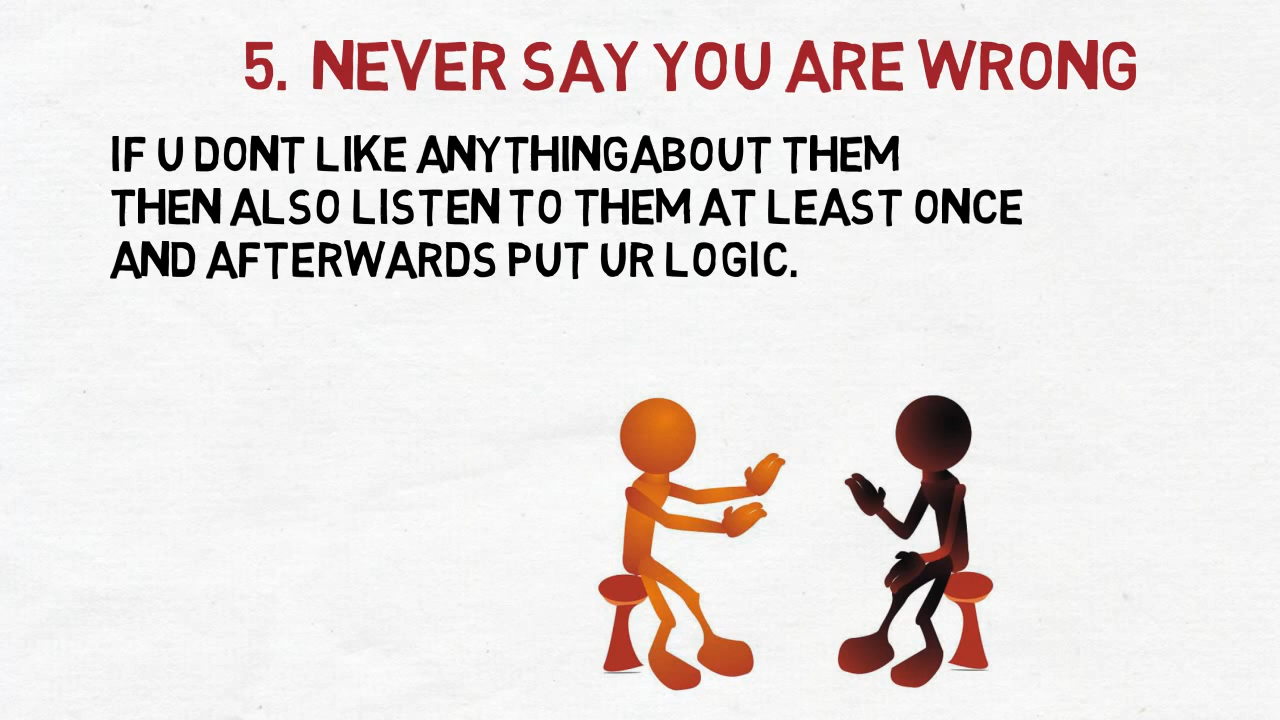 5. NEVER SAY YOU ARE WRONG
IF U DONT LIKE ANYTHINGABOUT THEM
THEN ALSO LISTEN TO THEM AT LEAST ONCE
AND AFTERWARDS PUT UR LOGIC.